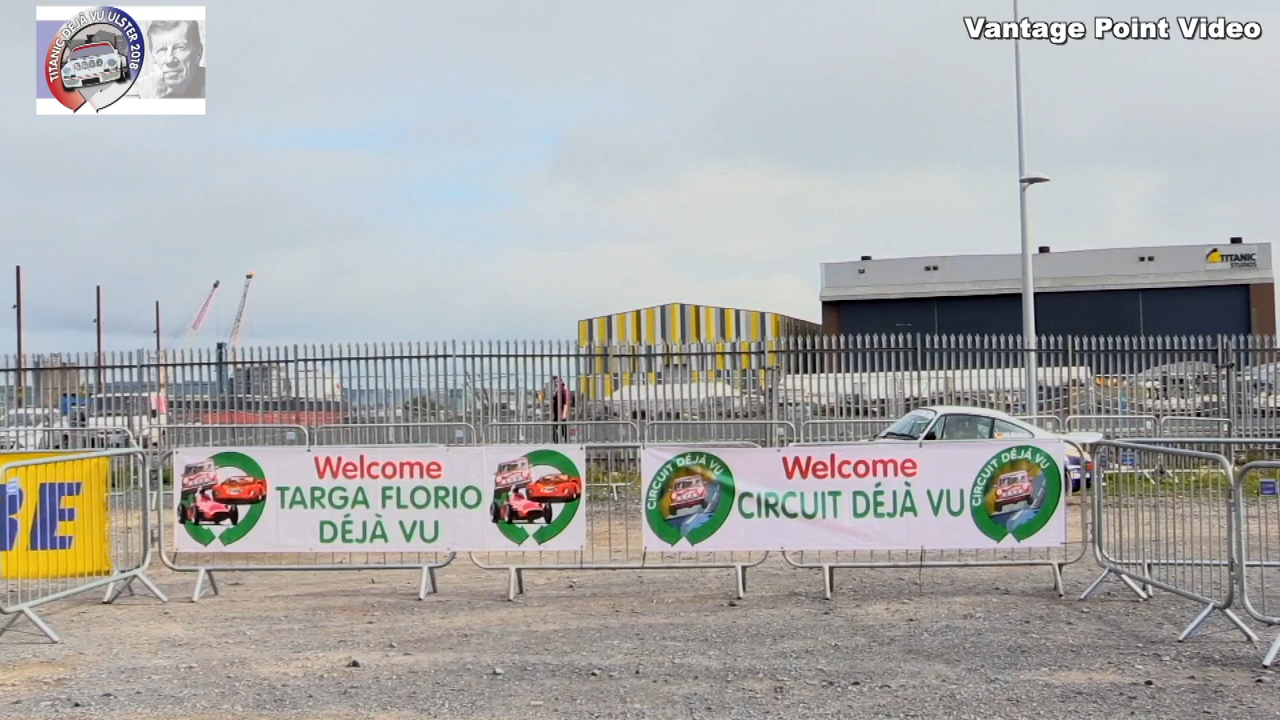 TITANIC DÉJÀ VU ULSTER 2018
Vantage Point Video
TITANIC
STUDIOS
Welcome
TARGA FLORIO
DÉJÀ VU
CIRCUIT DÉJÀ VU
Welcome
CIRCUIT DÉJÀ VU
CIRCUIT DÉJÀ VU